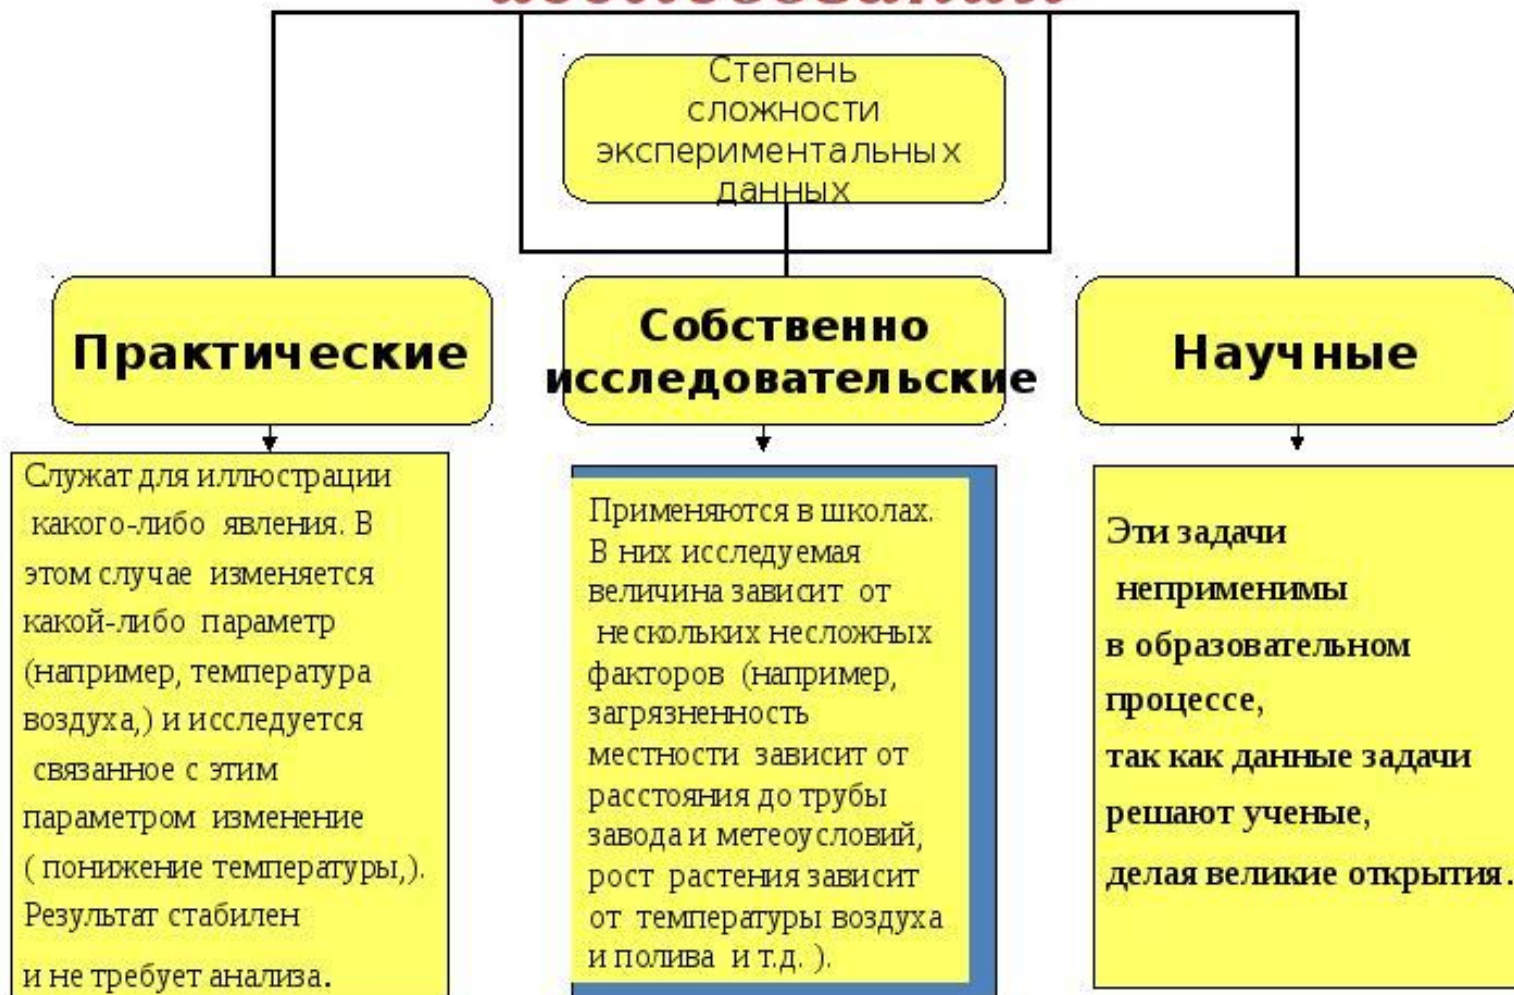 Степень
сложности
экспериментальных
данных
Практические
Собственно
исследовательские
Научные
Служат для иллюстрации
какого-либо явления. В
этом случае изменяется
какой-либо параметр
(например, температура
воздуха,) и исследуется
связанное с этим
параметром изменение
( понижение температуры,).
Результат стабилен
и не требует анализа.
Применяются в школах.
В них исследуемая
величина зависит от
нескольких несложных
факторов (например,
загрязненность
местности зависит от
расстояния до трубы
завода и метеоусловий,
рост растения зависит
от температуры воздуха
и полива и т.д. ).
Эти задачи
неприменимы
в образовательном
процессе,
так как данные задачи
решают ученые,
делая великие открытия.